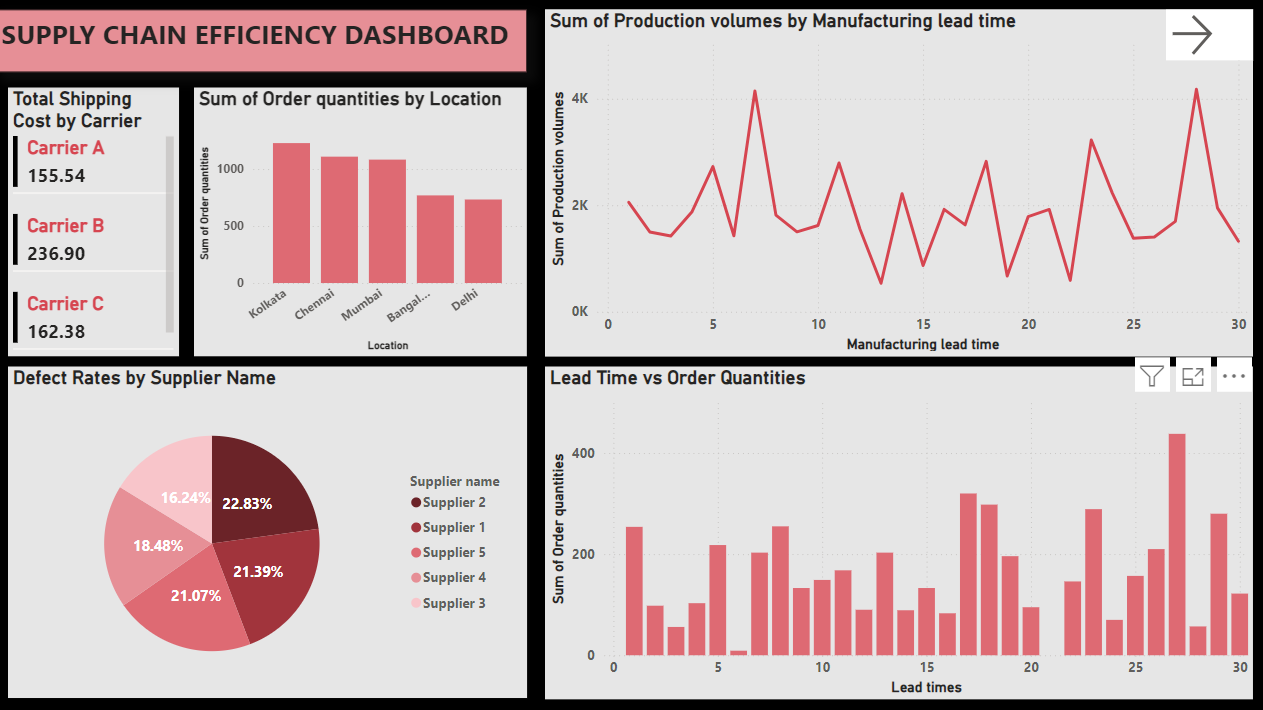 SUPPLY CHAIN EFFICIENCY DASHBOARD
Total Shipping
Cost by Carrier
Carrier A
155.54
Carrier B
236.90
Carrier C
162.38
Sum of Order quantities by Location
Sum of Order quantities
1000
500
0
Kolkata
Chennai
Mumbai
Bangal...
Delhi
Location
Sum of Production volumes by Manufacturing lead time
Sum of Production volumes
4K
2K
0K
0 5 10 15 20 25 30
Manufacturing lead time
Defect Rates by Supplier Name
22.83%
21.39%
21.07%
18.48%
16.24%
Supplier name
Supplier 2
Supplier 1
Supplier 5
Supplier 4
Supplier 3
Lead Time vs Order Quantities
Sum of Order quantities
400
200
0
0 5 10 15 20 25 30
Lead times